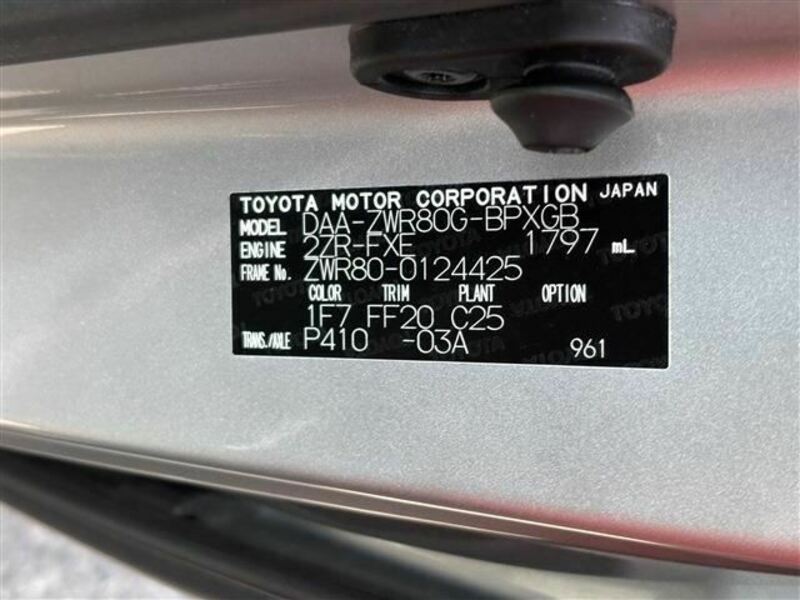 TOYOTA MOTOR CORPORATION JAPAN
MODEL DAA-ZWR80G-BPXGB
ENGINE 2ZR-FXE 1797 mL
FRAME No. ZWR80-0124425
COLOR TRIM PLANT OPTION
1F7 FF20 C25
TRANS./AXLE P410 -03A 961